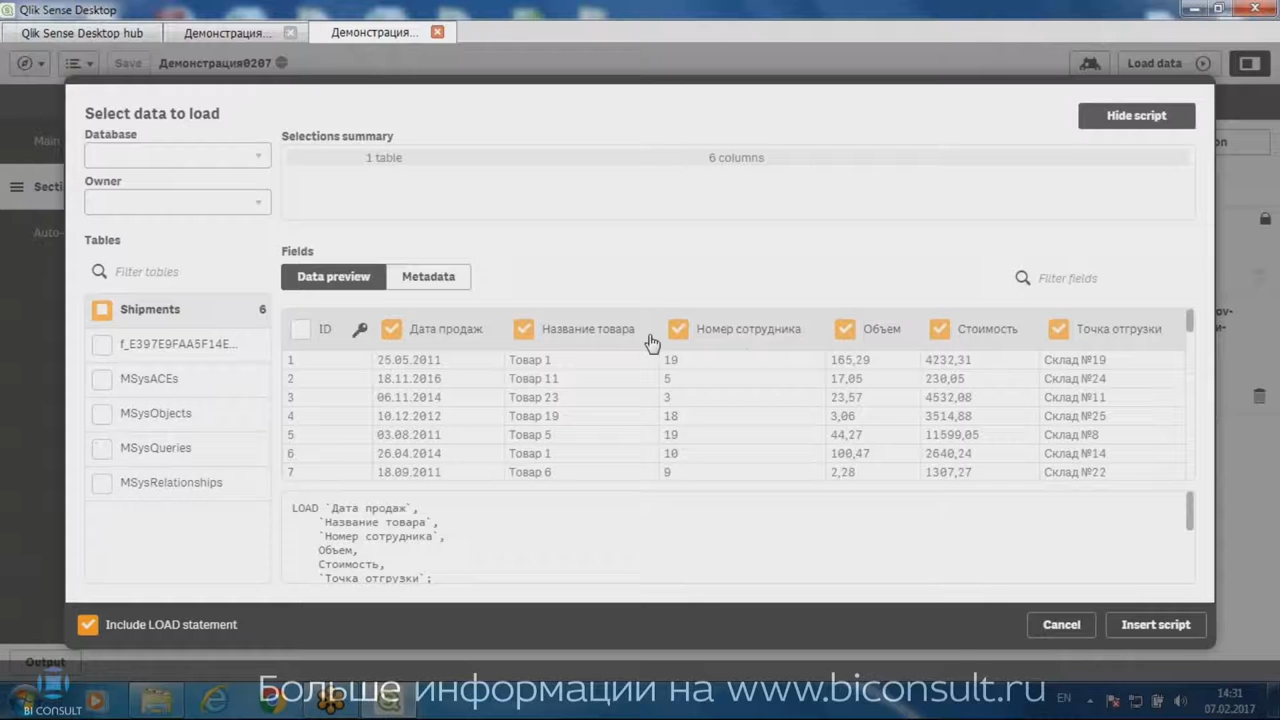 Qlik Sense Desktop
Qlik Sense Desktop hub
Демонстрация...
Демонстрация...
Save
Демонстрация0207
Load data
Main
Secti
Auto-
on
Select data to load
Hide script
Database
Owner
Selections summary
1 table 6 columns
Tables
Filter tables
Shipments 6
f_E397E9FAA5F14E...
MSysACEs
MSysObjects
MSysQueries
MSysRelationships
Fields
Data preview Metadata
Filter fields
ID Дата продаж Название товара Номер сотрудника Объем Стоимость Точка отгрузки
1 25.05.2011 Товар 1 19 165,29 4232,31 Склад №19
2 18.11.2016 Товар 11 5 17,05 230,05 Склад №24
3 06.11.2014 Товар 23 3 23,57 4532,08 Склад №11
4 10.12.2012 Товар 19 18 3,06 3514,88 Склад №25
5 03.08.2011 Товар 5 19 44,27 11599,05 Склад №8
6 26.04.2014 Товар 1 10 100,47 2640,24 Склад №14
7 18.09.2011 Товар 6 9 2,28 1307,27 Склад №22
LOAD `Дата продаж`,
`Название товара`,
`Номер сотрудника`,
Объем,
Стоимость,
`Точка отгрузки`;
Include LOAD statement
Cancel Insert script
Output
Больше информации на www.biconsult.ru
BI CONSULT
EN
14:31
07.02.2017